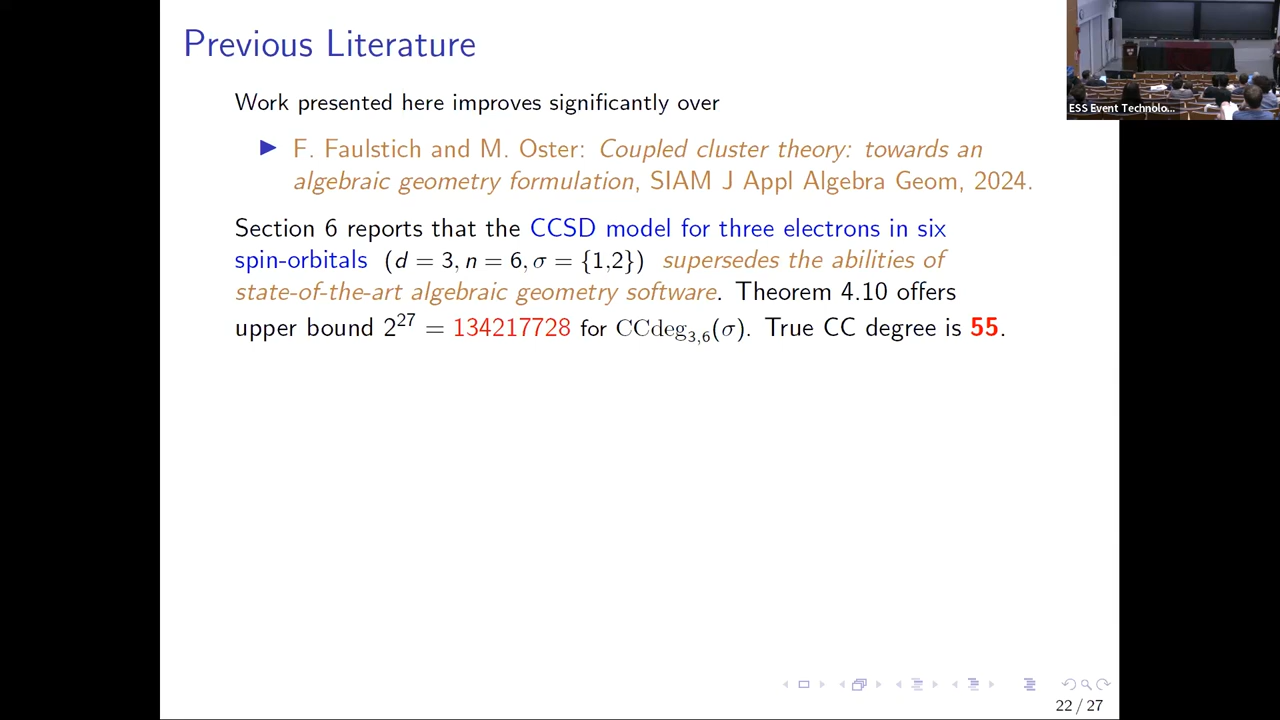 Previous Literature
ESS Event Technolo...
Work presented here improves significantly over
▶ F. Faulstich and M. Oster: Coupled cluster theory: towards an
algebraic geometry formulation, SIAM J Appl Algebra Geom, 2024.
Section 6 reports that the CCSD model for three electrons in six
spin-orbitals (d = 3, n = 6, σ = {1,2}) supersedes the abilities of
state-of-the-art algebraic geometry software. Theorem 4.10 offers
upper bound 2²⁷ = 134217728 for CCdeg₃,₆(σ). True CC degree is 55.
22 / 27